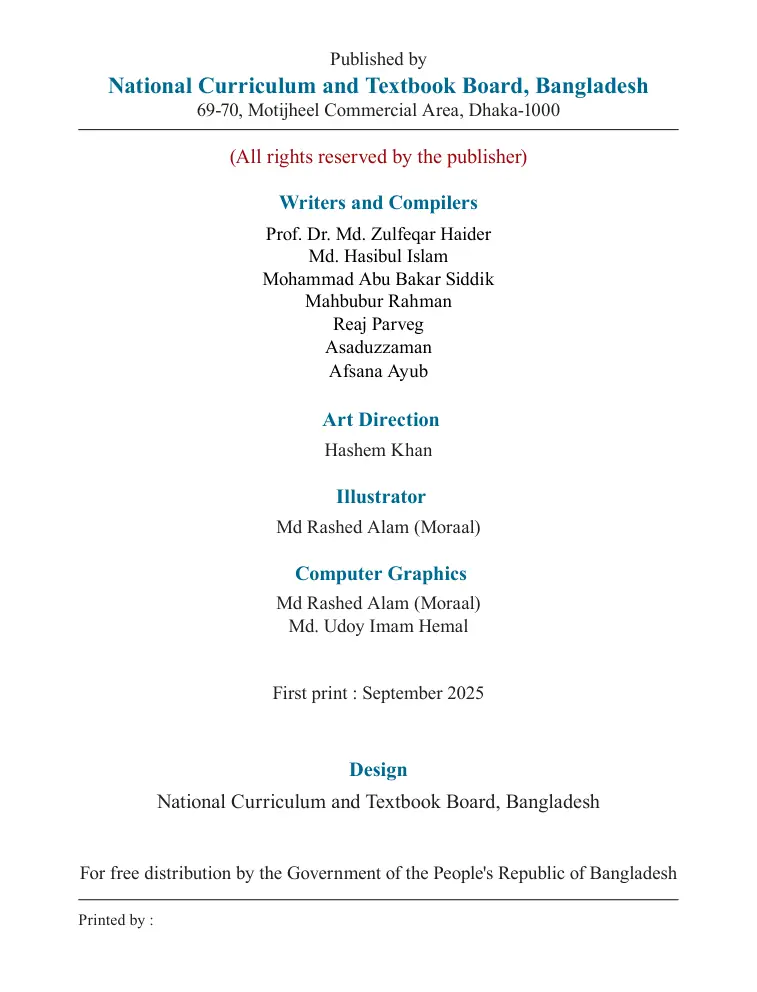 Published by
National Curriculum and Textbook Board, Bangladesh
69-70, Motijheel Commercial Area, Dhaka-1000
(All rights reserved by the publisher)
Writers and Compilers
Prof. Dr. Md. Zulfeqar Haider
Md. Hasibul Islam
Mohammad Abu Bakar Siddik
Mahbubur Rahman
Reaj Parveg
Asaduzzaman
Afsana Ayub
Art Direction
Hashem Khan
Illustrator
Md Rashed Alam (Moraal)
Computer Graphics
Md Rashed Alam (Moraal)
Md. Udoy Imam Hemal
First print : September 2025
Design
National Curriculum and Textbook Board, Bangladesh
For free distribution by the Government of the People's Republic of Bangladesh
Printed by :